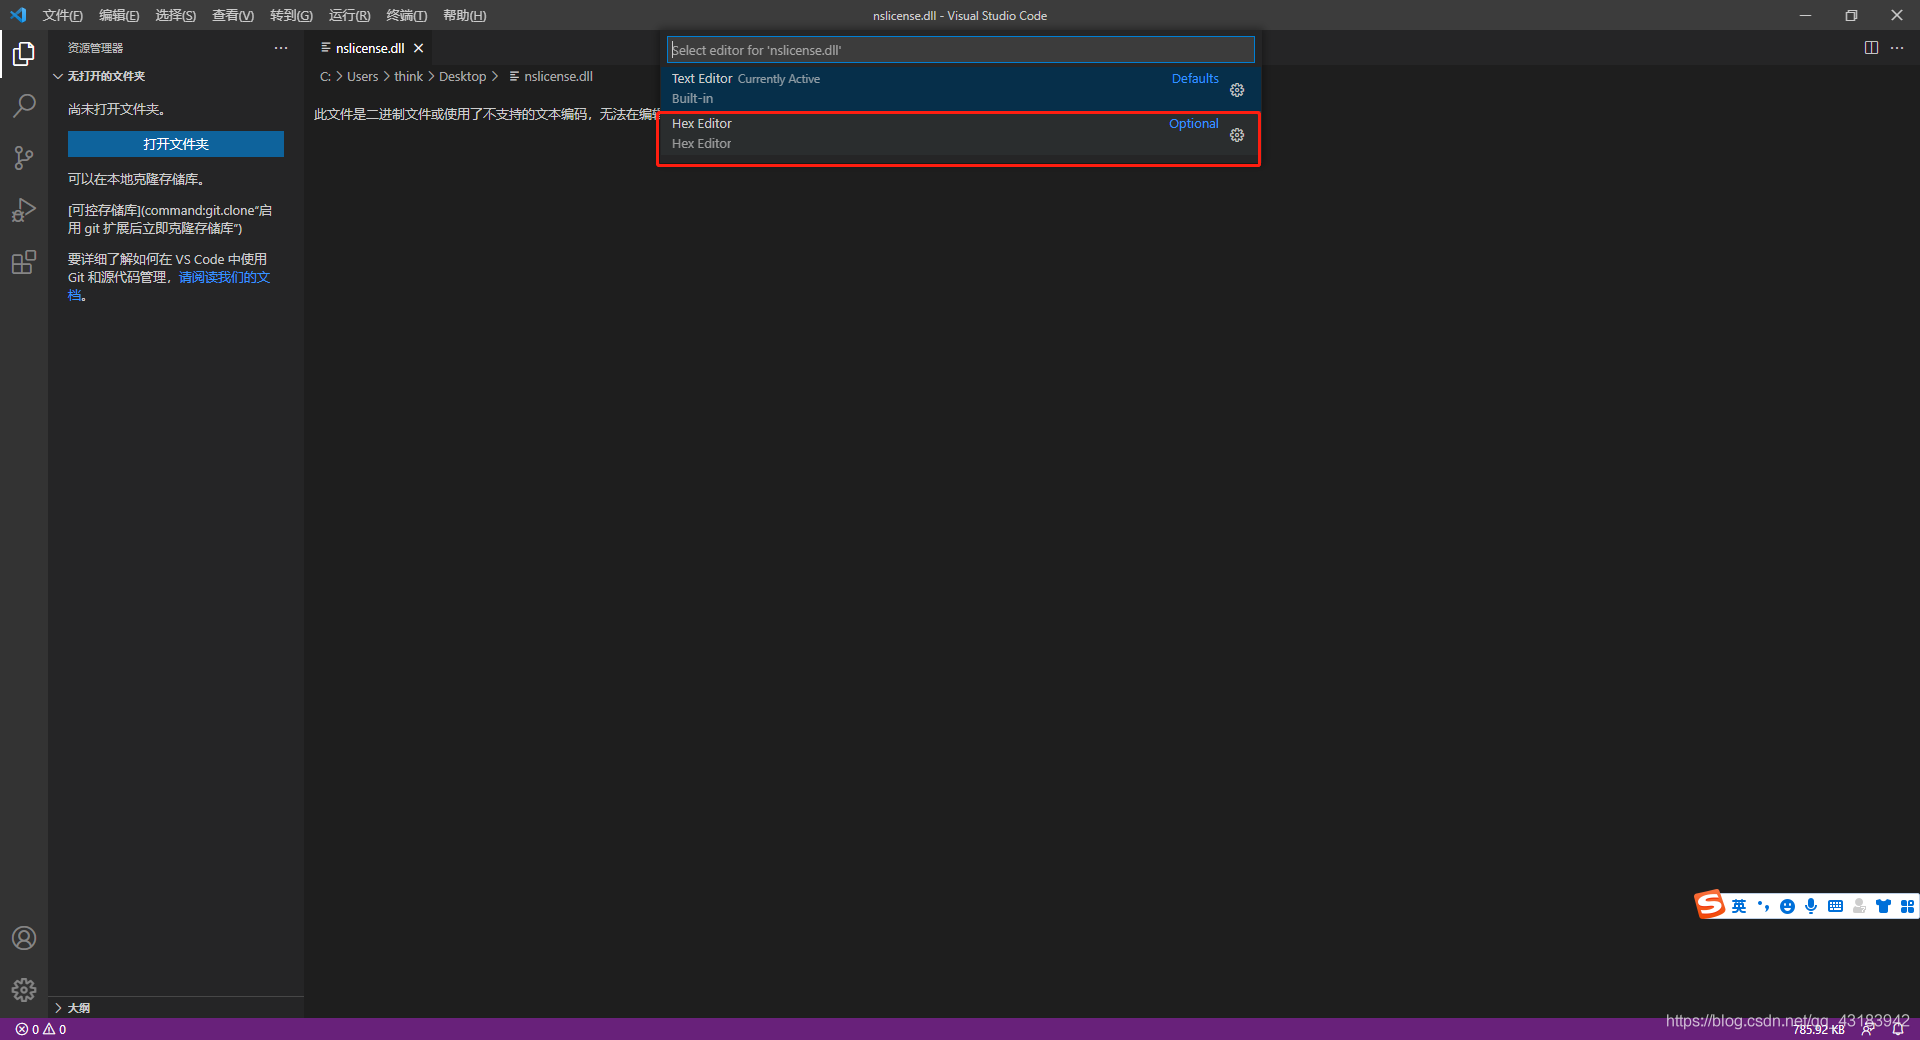 文件(F) 编辑(E) 选择(S) 查看(V) 转到(G) 运行(R) 终端(T) 帮助(H)
nslicense.dll - Visual Studio Code
资源管理器
nslicense.dll
Select editor for 'nslicense.dll'
无打开的文件夹
C: > Users > think > Desktop > nslicense.dll
Text Editor Currently Active Defaults
Built-in
尚未打开文件夹。
此文件是二进制文件或使用了不支持的文本编码，无法在编辑
Hex Editor Optional
Hex Editor
打开文件夹
可以在本地克隆存储库。
[可控存储库](command:git.clone“启
用 git 扩展后立即克隆存储库”)
要详细了解如何在 VS Code 中使用
Git 和源代码管理，请阅读我们的文
档。
英
大纲
0 0
785.92 KB
https://blog.csdn.net/qq_43183942